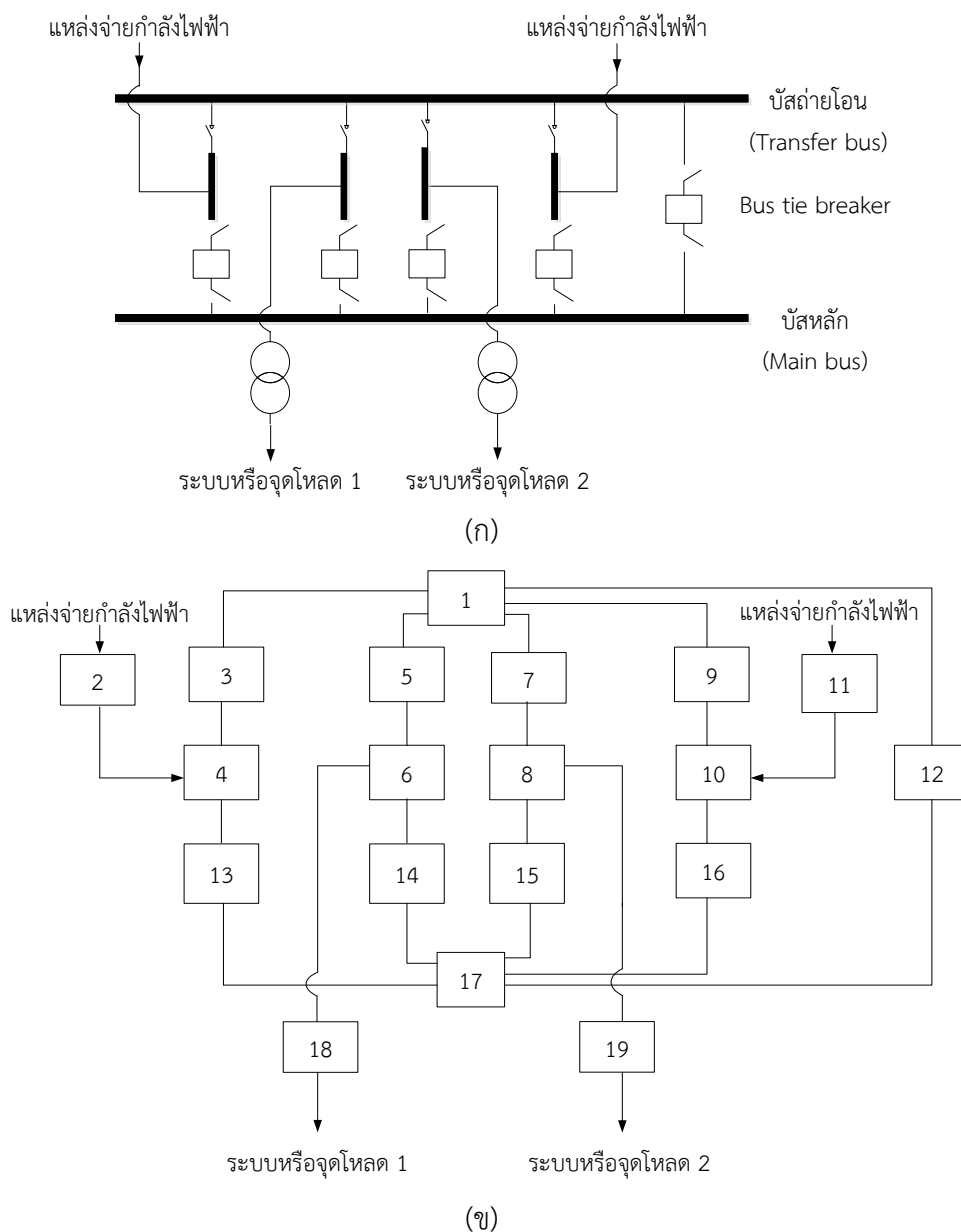 แหล่งจ่ายกำลังไฟฟ้า
แหล่งจ่ายกำลังไฟฟ้า
บัสถ่ายโอน
(Transfer bus)
Bus tie breaker
บัสหลัก
(Main bus)
ระบบหรือจุดโหลด 1
ระบบหรือจุดโหลด 2
(ก)
1
แหล่งจ่ายกำลังไฟฟ้า
แหล่งจ่ายกำลังไฟฟ้า
2
3
5
7
9
11
4
6
8
10
12
13
14
15
16
17
18
19
ระบบหรือจุดโหลด 1
ระบบหรือจุดโหลด 2
(ข)